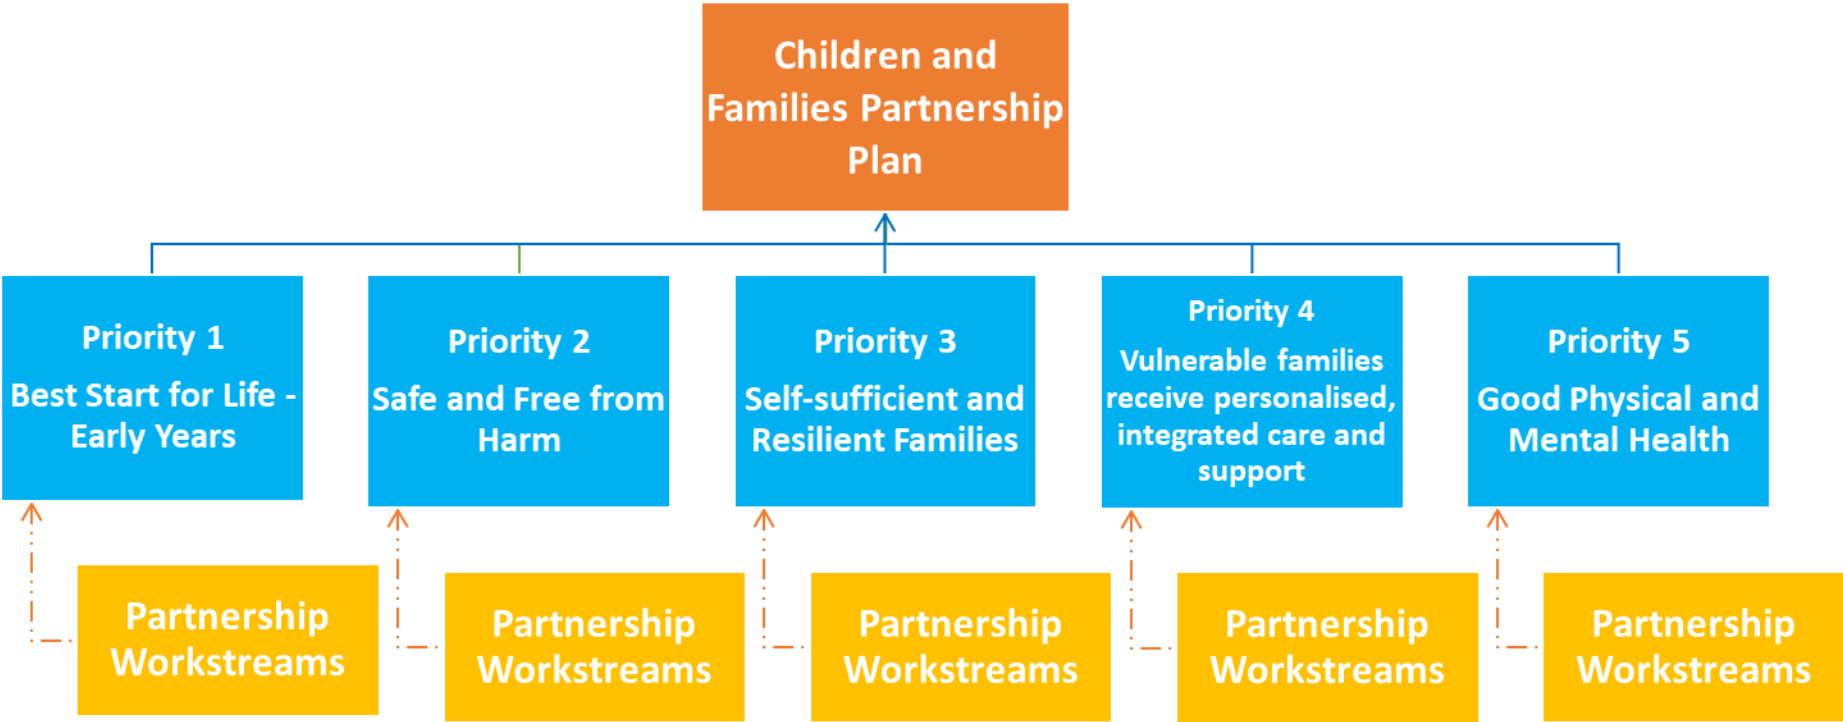 Children and
Families Partnership
Plan
Priority 1
Best Start for Life -
Early Years
Priority 2
Safe and Free from
Harm
Priority 3
Self-sufficient and
Resilient Families
Priority 4
Vulnerable families
receive personalised,
integrated care and
support
Priority 5
Good Physical and
Mental Health
Partnership
Workstreams
Partnership
Workstreams
Partnership
Workstreams
Partnership
Workstreams
Partnership
Workstreams